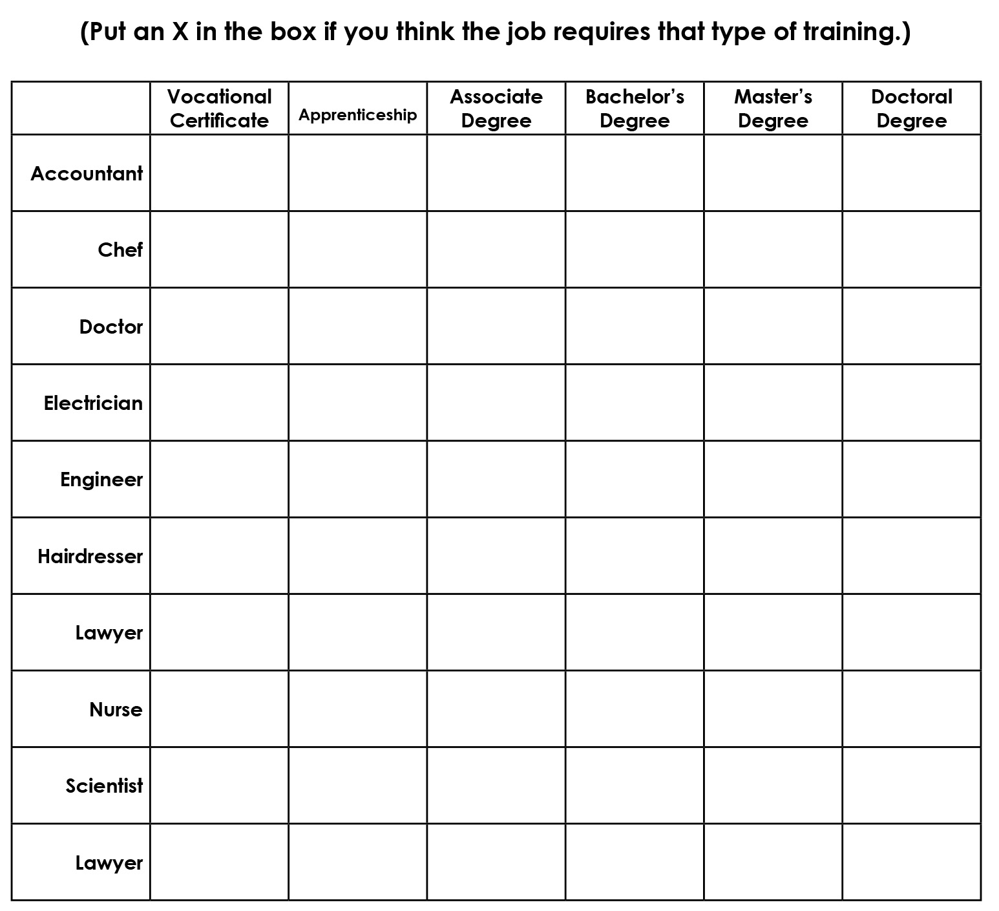 (Put an X in the box if you think the job requires that type of training.)
Vocational
Certificate
Apprenticeship
Associate
Degree
Bachelor’s
Degree
Master’s
Degree
Doctoral
Degree
Accountant
Chef
Doctor
Electrician
Engineer
Hairdresser
Lawyer
Nurse
Scientist
Lawyer